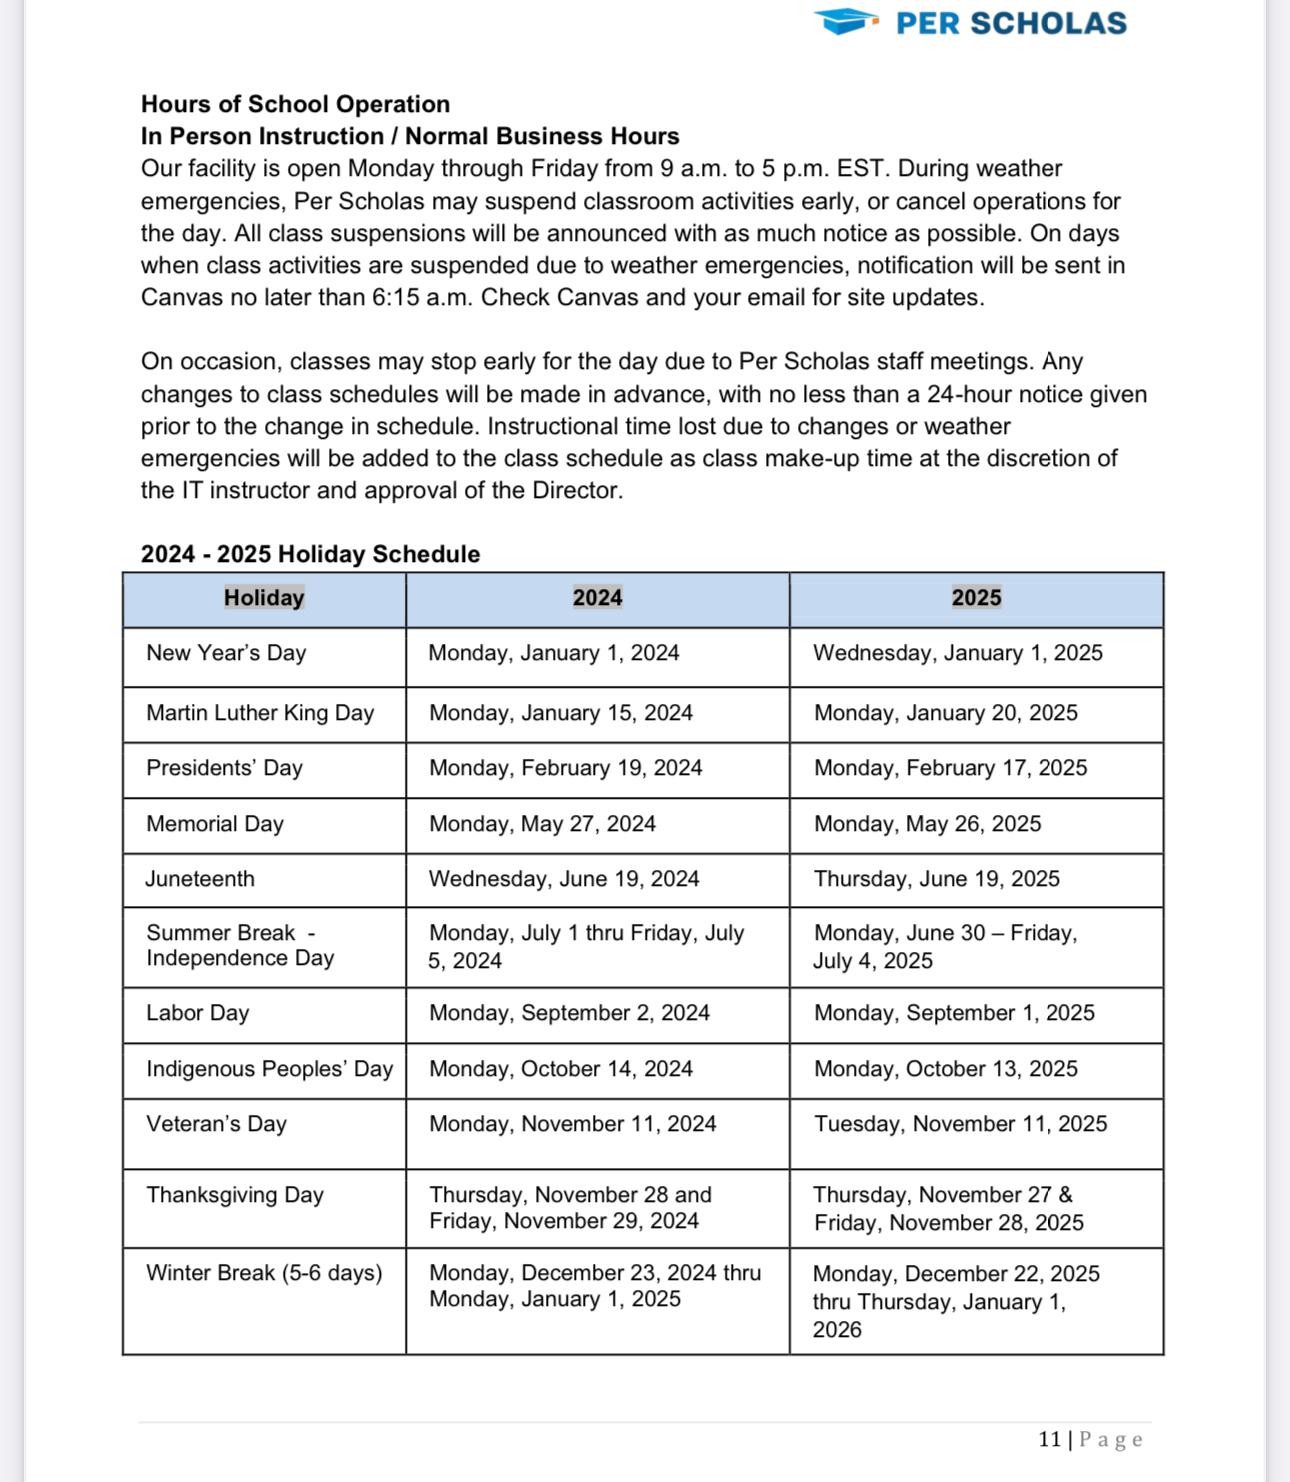 PER SCHOLAS
Hours of School Operation
In Person Instruction / Normal Business Hours
Our facility is open Monday through Friday from 9 a.m. to 5 p.m. EST. During weather
emergencies, Per Scholas may suspend classroom activities early, or cancel operations for
the day. All class suspensions will be announced with as much notice as possible. On days
when class activities are suspended due to weather emergencies, notification will be sent in
Canvas no later than 6:15 a.m. Check Canvas and your email for site updates.
On occasion, classes may stop early for the day due to Per Scholas staff meetings. Any
changes to class schedules will be made in advance, with no less than a 24-hour notice given
prior to the change in schedule. Instructional time lost due to changes or weather
emergencies will be added to the class schedule as class make-up time at the discretion of
the IT instructor and approval of the Director.
2024 - 2025 Holiday Schedule
Holiday 2024 2025
New Year’s Day Monday, January 1, 2024 Wednesday, January 1, 2025
Martin Luther King Day Monday, January 15, 2024 Monday, January 20, 2025
Presidents’ Day Monday, February 19, 2024 Monday, February 17, 2025
Memorial Day Monday, May 27, 2024 Monday, May 26, 2025
Juneteenth Wednesday, June 19, 2024 Thursday, June 19, 2025
Summer Break - Monday, July 1 thru Friday, July Monday, June 30 – Friday,
Independence Day 5, 2024 July 4, 2025
Labor Day Monday, September 2, 2024 Monday, September 1, 2025
Indigenous Peoples’ Day Monday, October 14, 2024 Monday, October 13, 2025
Veteran’s Day Monday, November 11, 2024 Tuesday, November 11, 2025
Thanksgiving Day Thursday, November 28 and Thursday, November 27 &
Friday, November 29, 2024 Friday, November 28, 2025
Winter Break (5-6 days) Monday, December 23, 2024 thru Monday, December 22, 2025
Monday, January 1, 2025 thru Thursday, January 1,
2026
11 | Page